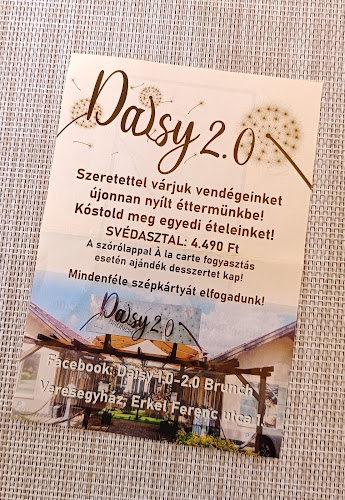 Daisy 2.0
Szeretettel várjuk vendégeinket
újonnan nyílt éttermünkbe!
Kóstold meg egyedi ételeinket!
SVÉDASZTAL: 4.490 Ft
A szórólappal À la carte fogyasztás
esetén ajándék desszertet kap!
Mindenféle szépkártyát elfogadunk!
Daisy 2.0
Facebook: Daisy 1.0-2.0 Brunch
Veresegyház, Erkel Ferenc utca 1.